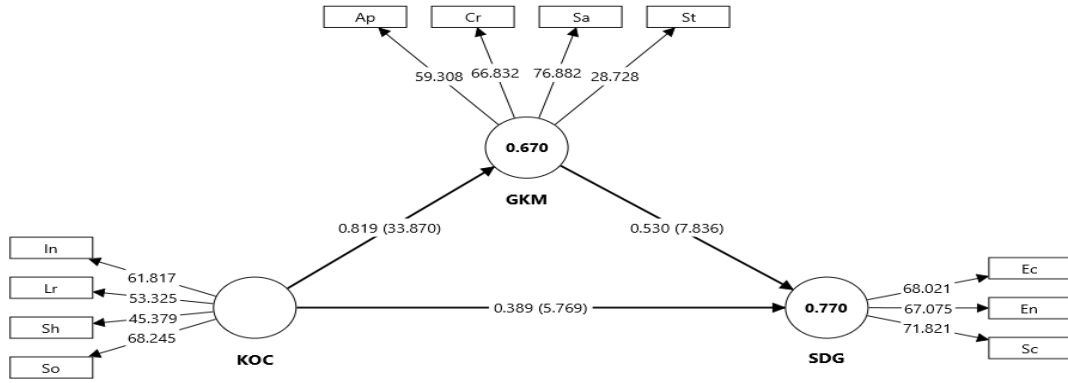 Ap Cr Sa St
59.308 66.832 76.882 28.728
0.670
GKM
0.819 (33.870) 0.530 (7.836)
In
61.817
Lr
53.325
Sh
45.379
So
68.245
KOC
0.389 (5.769)
0.770
SDG
68.021
Ec
67.075
En
71.821
Sc